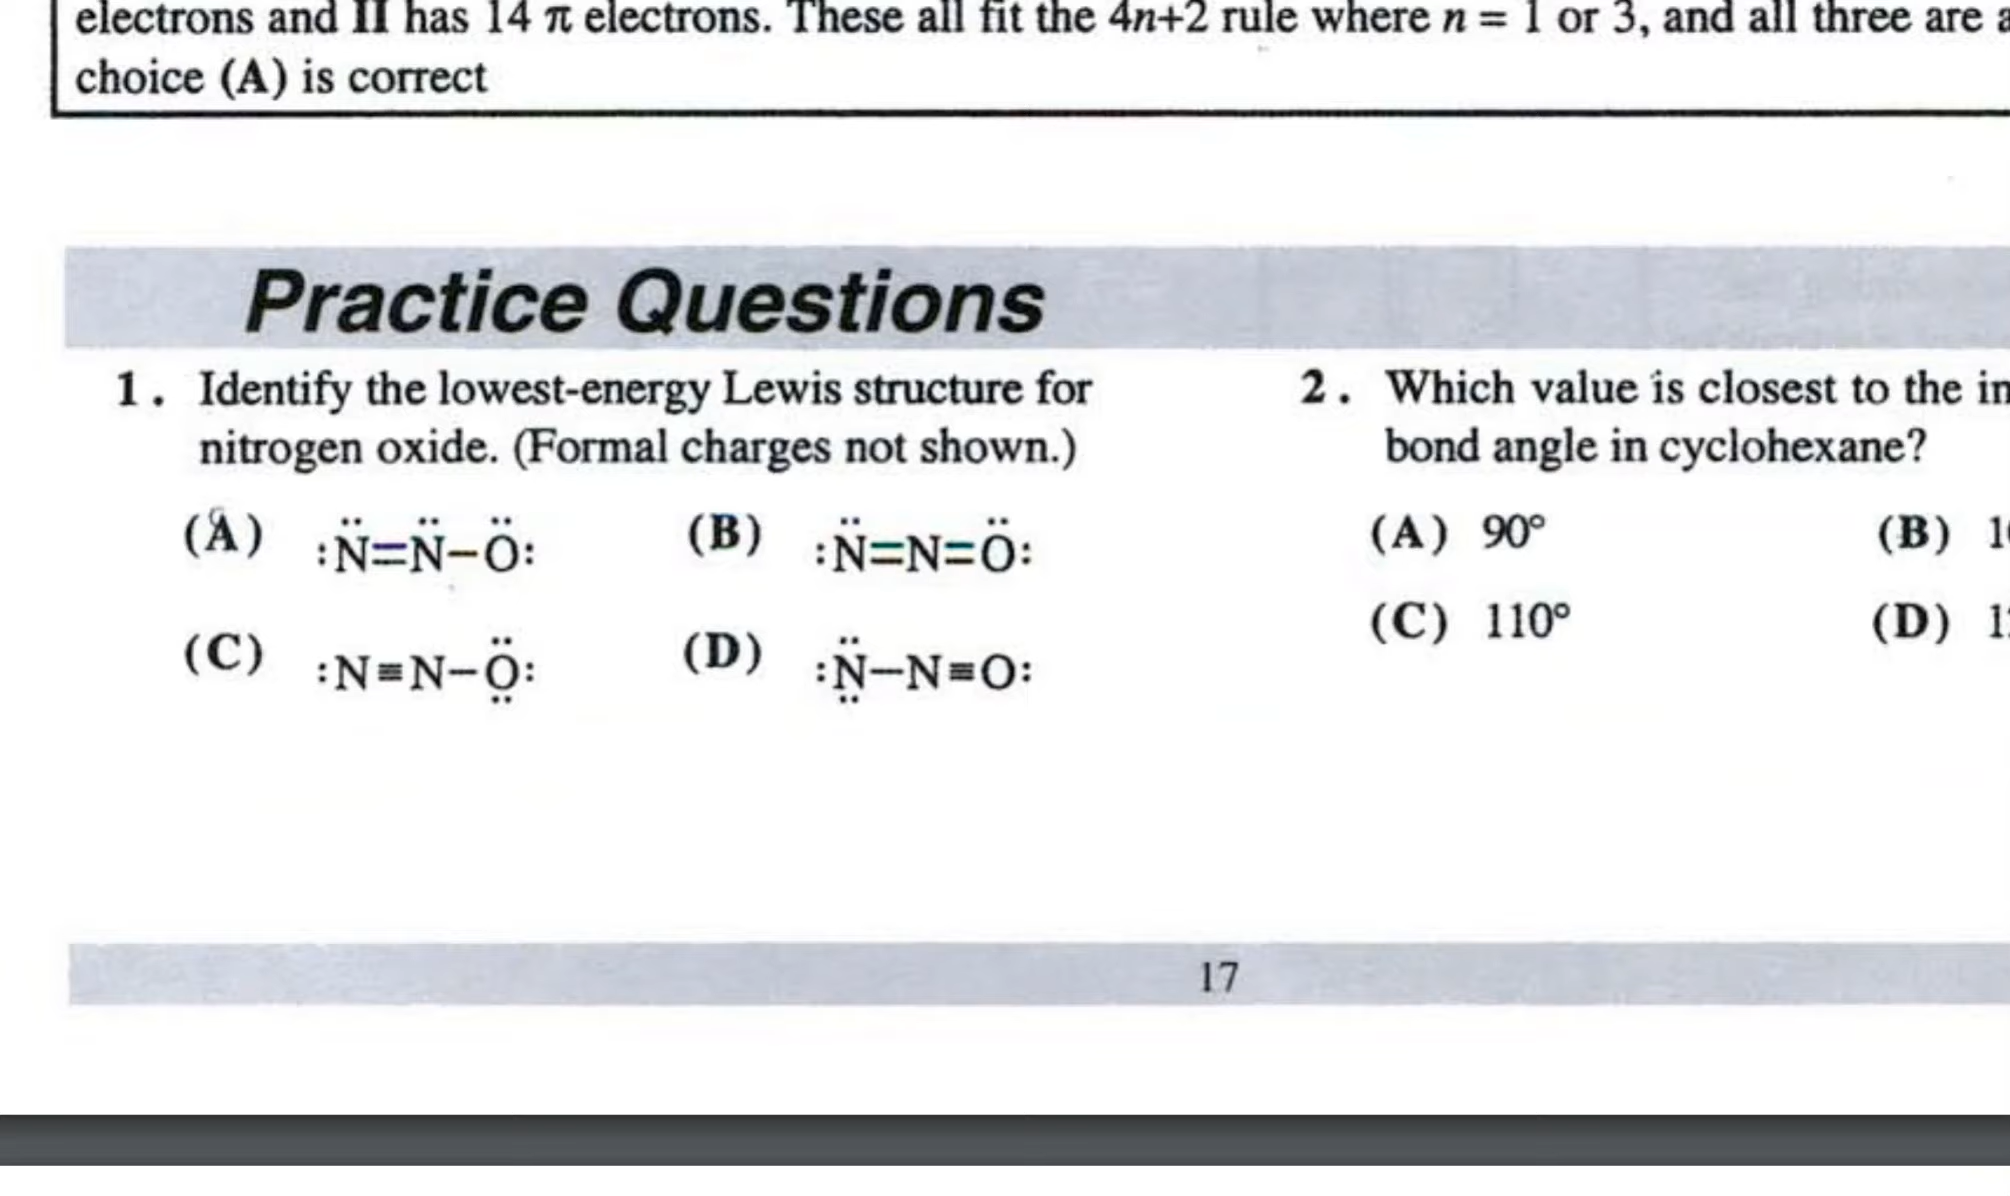 electrons and II has 14 π electrons. These all fit the 4n+2 rule where n = 1 or 3, and all three are
choice (A) is correct
Practice Questions
1. Identify the lowest-energy Lewis structure for
nitrogen oxide. (Formal charges not shown.)
(A) :N̈=N̈–Ö: (B) :N̈=N=Ö:
(C) :N≡N–Ö̤: (D) :N̤̈–N≡O:
2. Which value is closest to the
bond angle in cyclohexane?
(A) 90° (B)
(C) 110° (D)
17